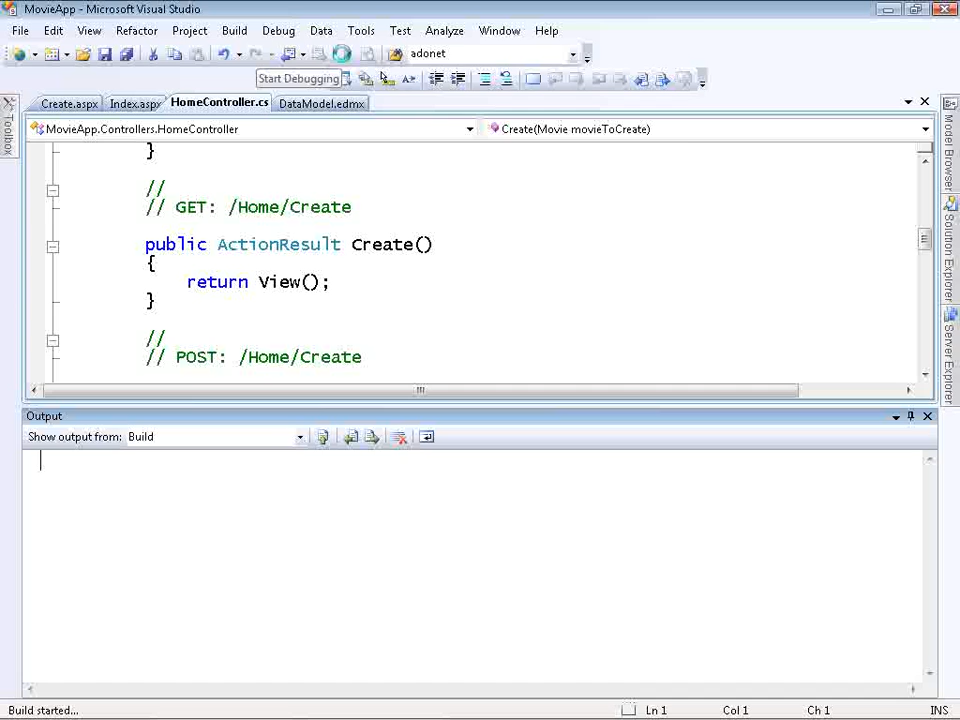 MovieApp - Microsoft Visual Studio
File Edit View Refactor Project Build Debug Data Tools Test Analyze Window Help
adonet
Start Debugging
Create.aspx Index.aspx HomeController.cs DataModel.edmx
MovieApp.Controllers.HomeController Create(Movie movieToCreate)
}
//
// GET: /Home/Create
public ActionResult Create()
{
return View();
}
//
// POST: /Home/Create
Output
Show output from: Build
Build started... Ln 1 Col 1 Ch 1 INS
Toolbox
Model Browser
Solution Explorer
Server Explorer